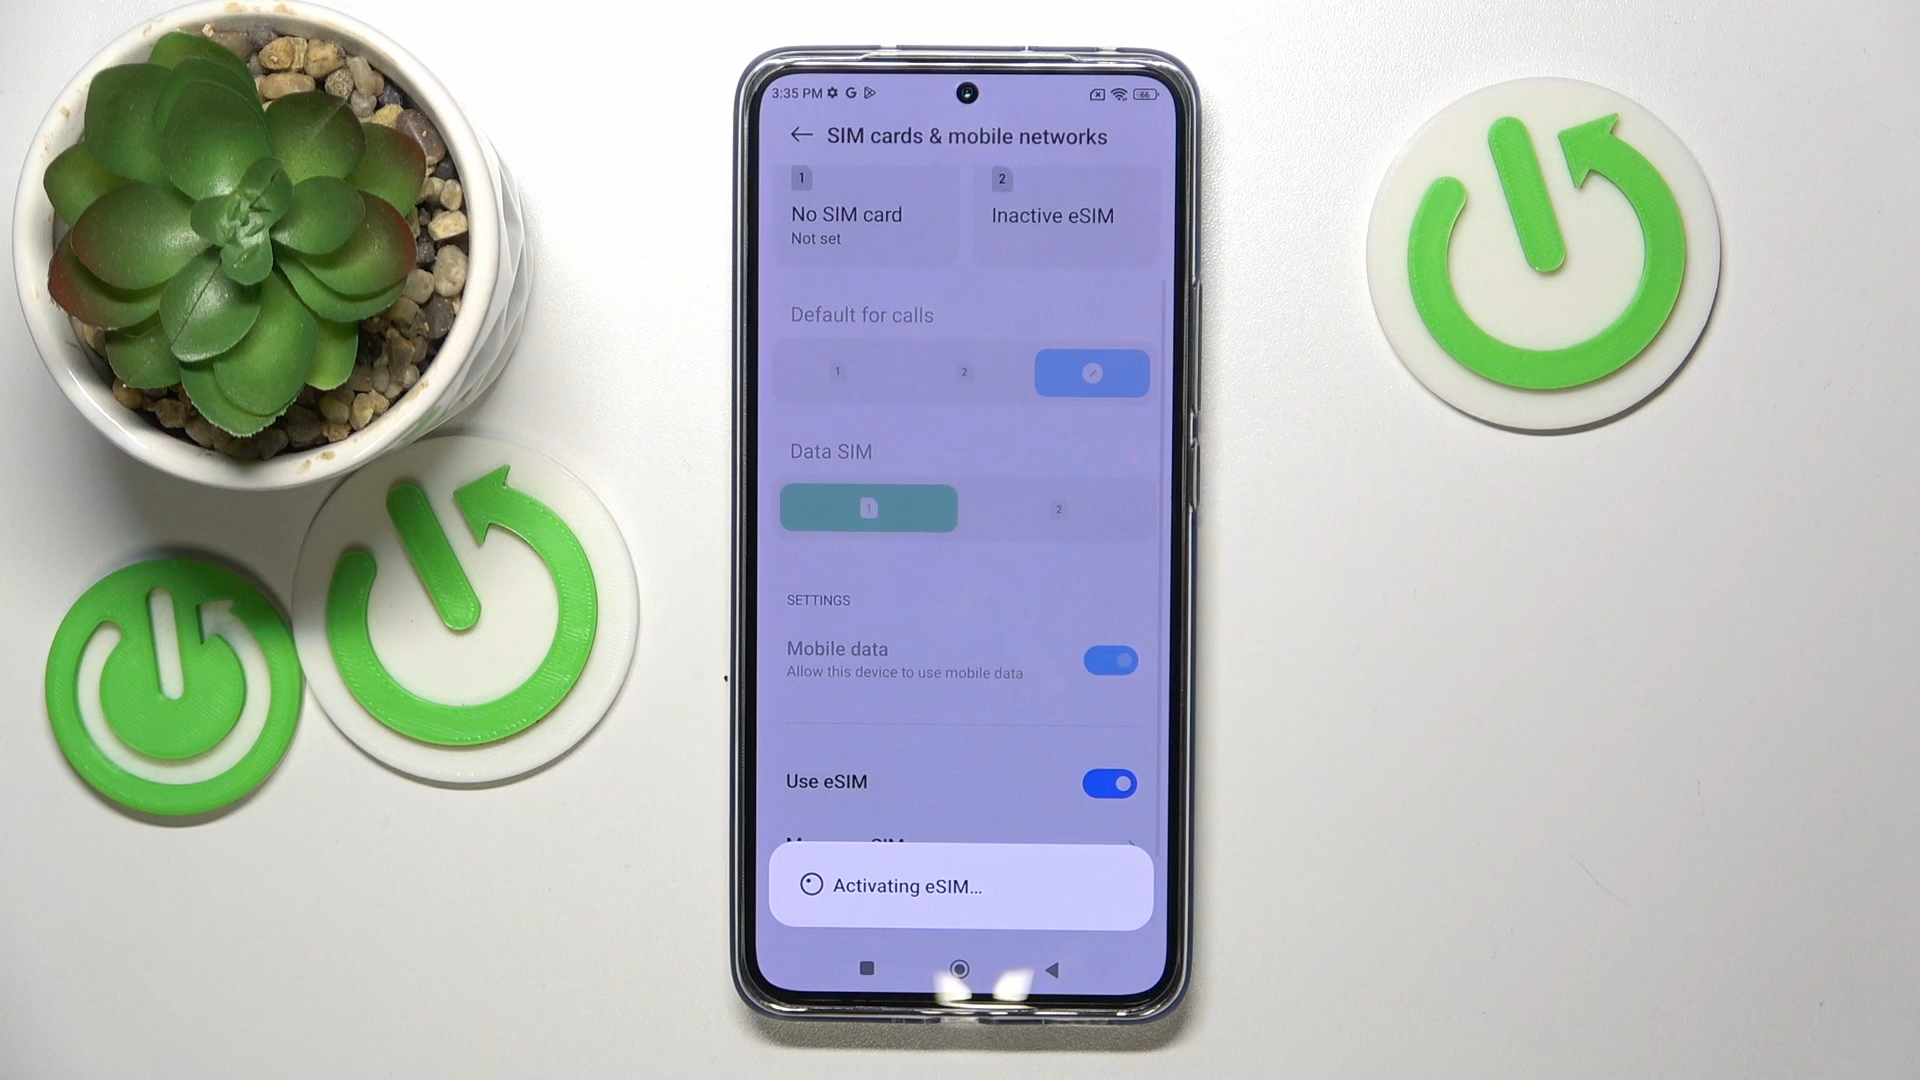 3:35 PM G 66
SIM cards & mobile networks
1 2
No SIM card Inactive eSIM
Not set
Default for calls
1 2
Data SIM
1 2
SETTINGS
Mobile data
Allow this device to use mobile data
Use eSIM
Activating eSIM...